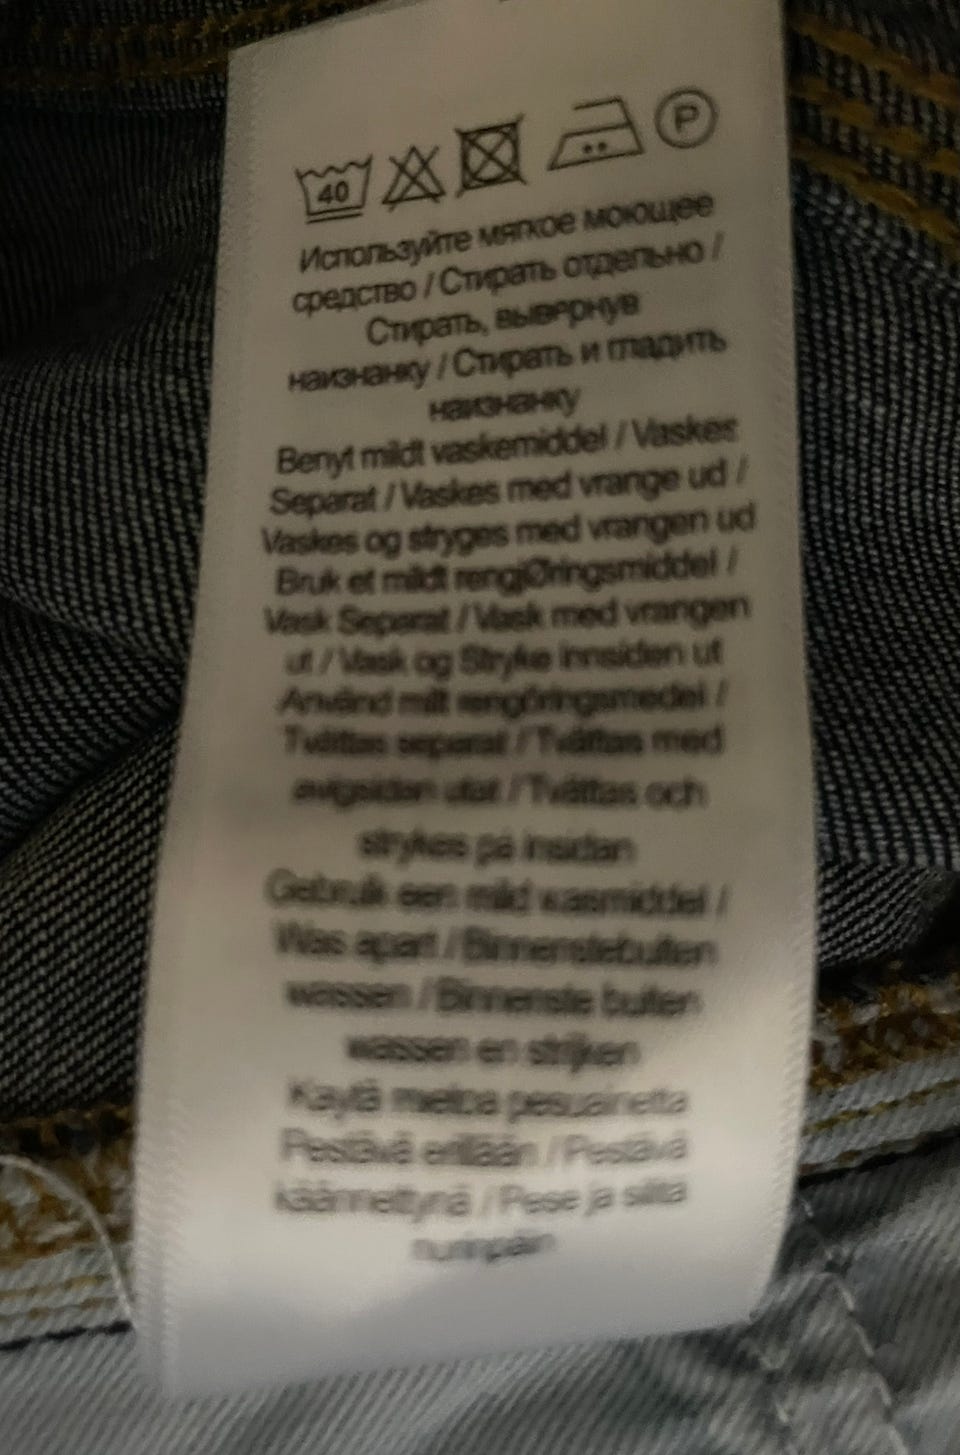 40 P
Используйте мягкое моющее
средство / Стирать отдельно /
Стирать, вывернув
наизнанку / Стирать и гладить
наизнанку
Benyt mildt vaskemiddel / Vaskes
Separat / Vaskes med vrange ud /
Vaskes og stryges med vrangen ud
Bruk et mildt rengjØringsmiddel /
Vask Separat / Vask med vrangen
ut / Vask og Stryke innsiden ut
Använd milt rengöringsmedel /
Tvättas separat / Tvättas med
avigsidan utat / Tvättas och
strykes på insidan
Gebruik een mild wasmiddel /
Was apart / Binnenstebuiten
wassen / Binnenste buiten
wassen en strijken
Käytä mietoa pesuainetta
Pestävä erillään / Pestävä
käännettynä / Pese ja silitä
nurinpäin